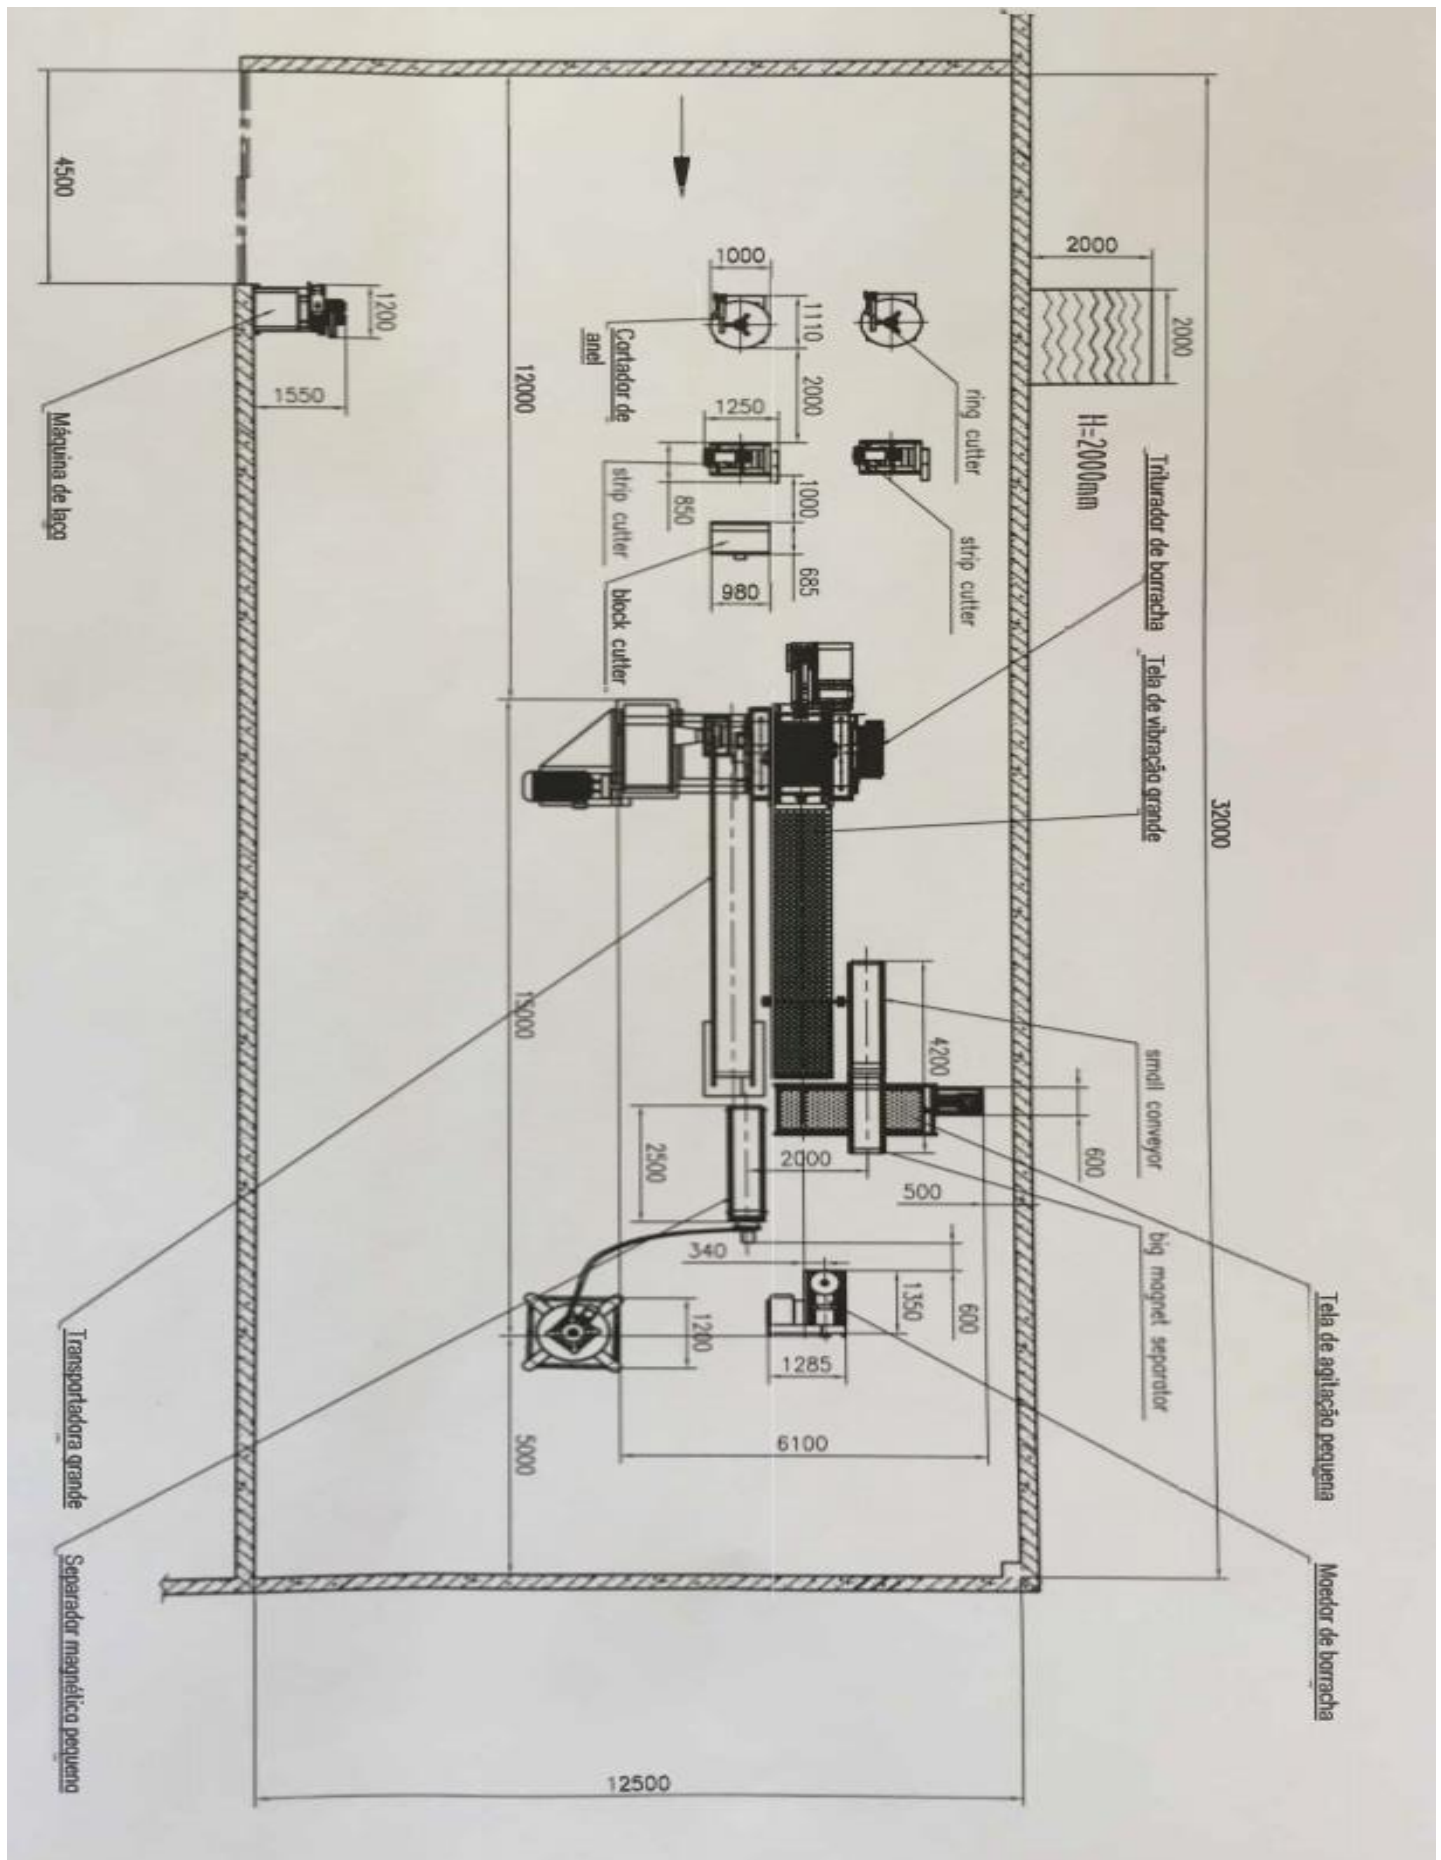 4500
1200
1550
Máquina de laço
12000
1000
1110
Cortador de
anel
2000
ring cutter
1250
850
strip cutter
1000
strip cutter
685
980
block cutter
2000
2000
H=2000mm
Triturador de borracha
Tela de vibração grande
32000
15000
4200
small conveyor
600
2000
500
2500
big magnet separator
340
1350
600
1200
1285
6100
5000
Tela de agitação pequena
Moedor de borracha
Transportadora grande
Separador magnético pequeno
12500